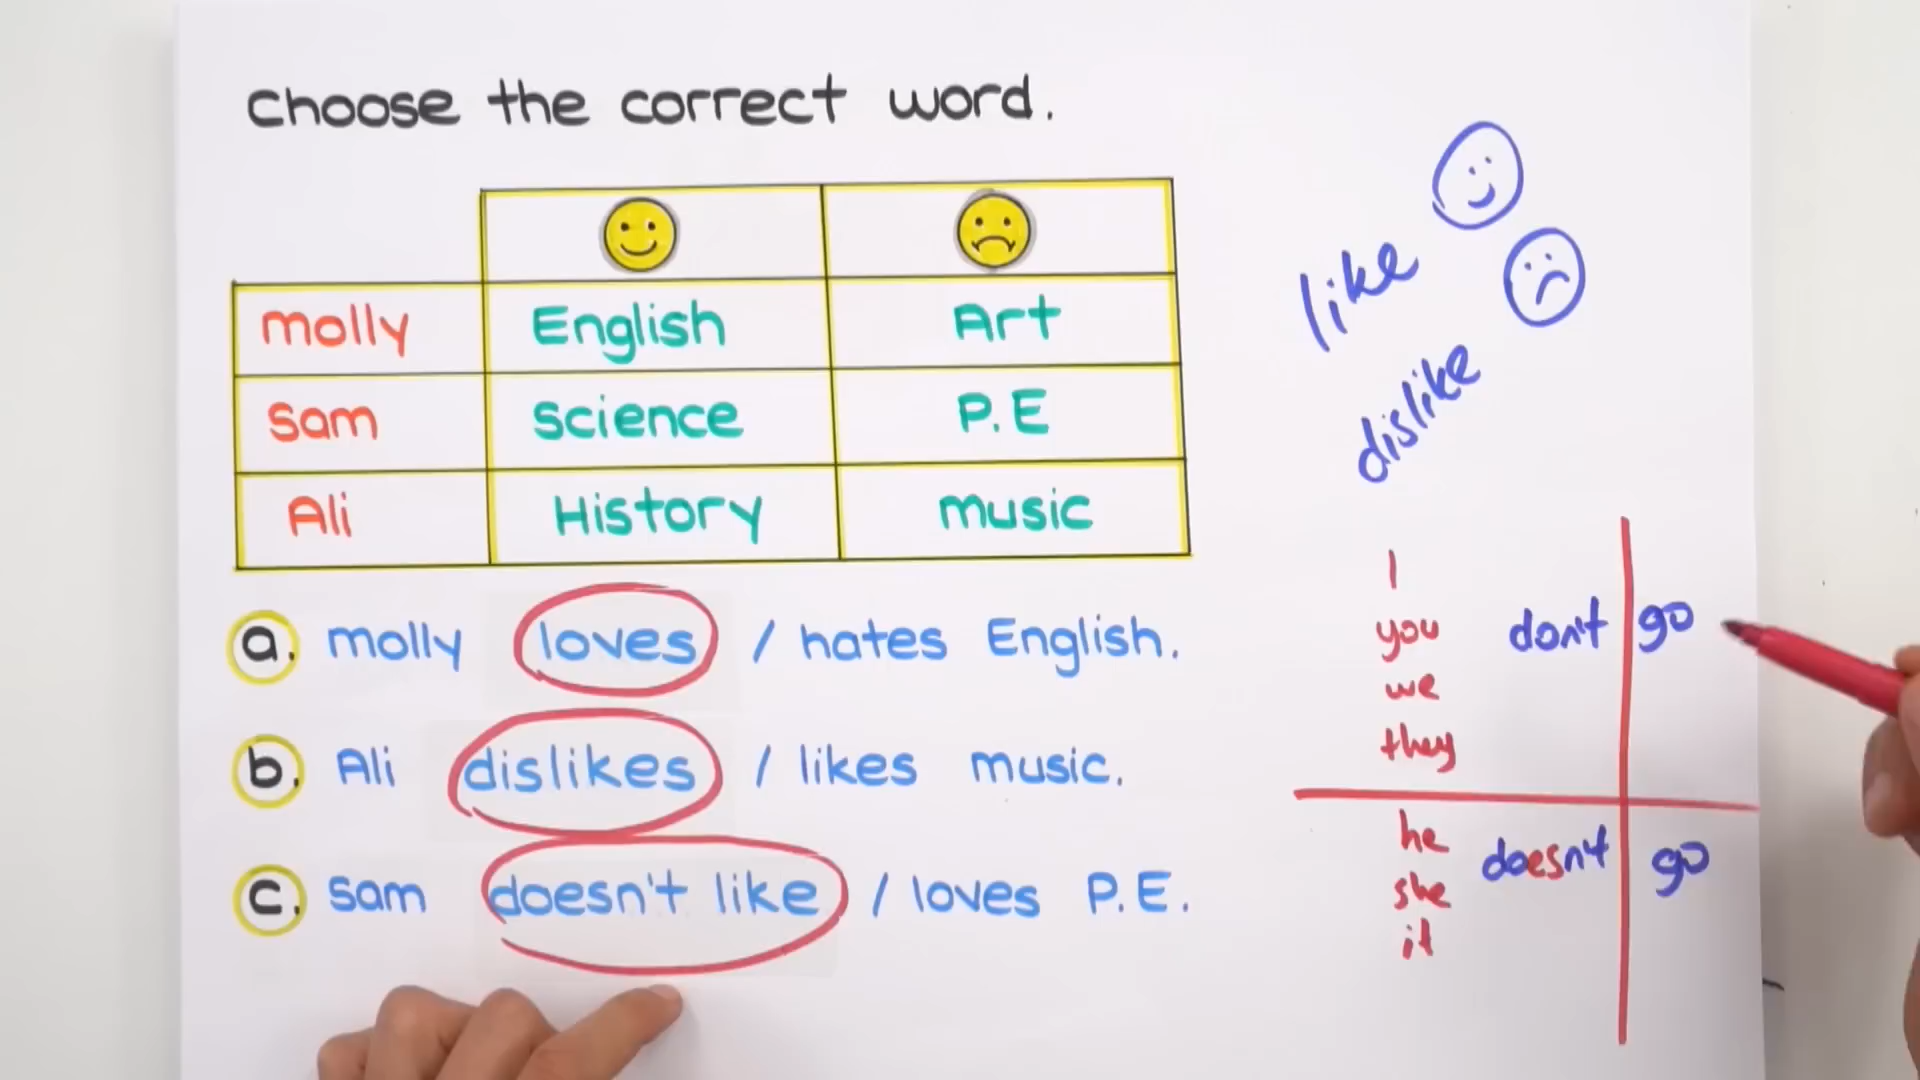 choose the correct word.
molly English Art
Sam Science P.E
Ali History music
a. molly loves / hates English.
b. Ali dislikes / likes music.
c. Sam doesn't like / loves P.E.
like
dislike
I
you don't go
we
they
he doesn't go
she
it